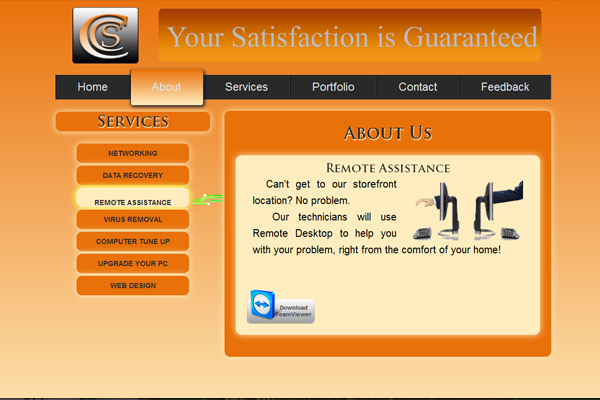 CCS
Your Satisfaction is Guaranteed
Home About Services Portfolio Contact Feedback
Services
NETWORKING
DATA RECOVERY
REMOTE ASSISTANCE
VIRUS REMOVAL
COMPUTER TUNE UP
UPGRADE YOUR PC
WEB DESIGN
About Us
Remote Assistance
Can't get to our storefront
location? No problem.
Our technicians will use
Remote Desktop to help you
with your problem, right from the comfort of your home!
Download
TeamViewer